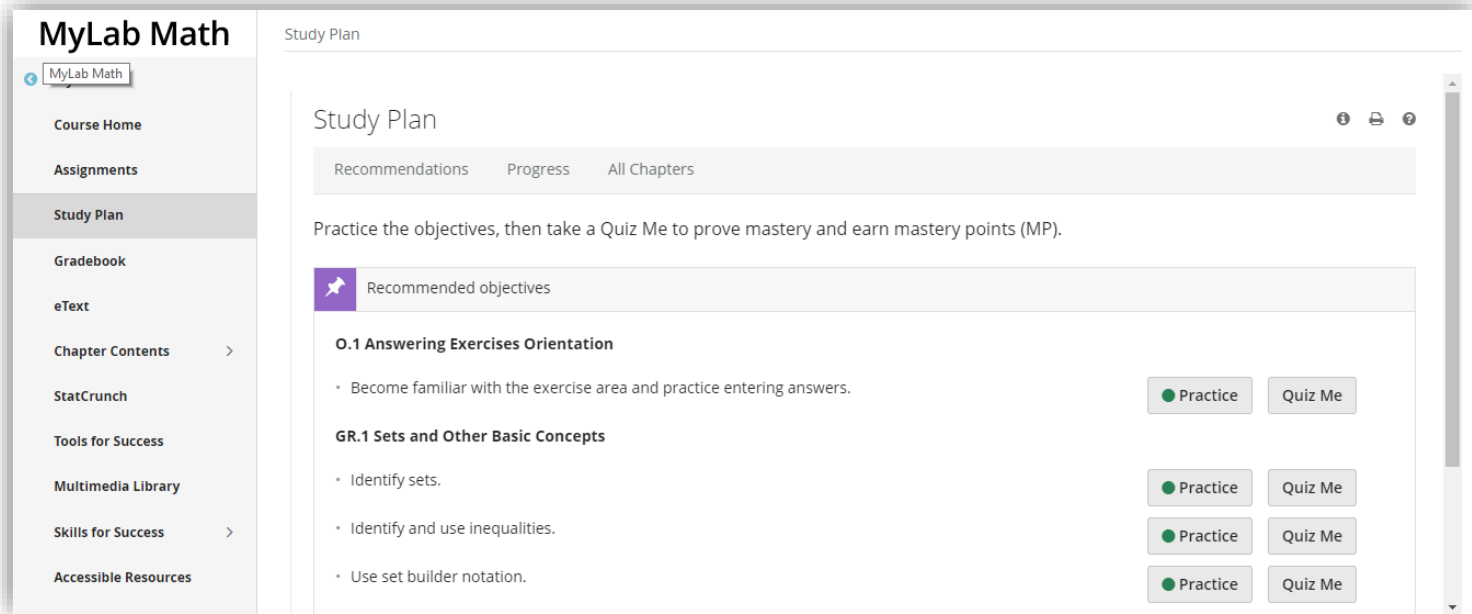 MyLab Math
MyLab Math
Course Home
Assignments
Study Plan
Gradebook
eText
Chapter Contents
StatCrunch
Tools for Success
Multimedia Library
Skills for Success
Accessible Resources
Study Plan
Study Plan
Recommendations Progress All Chapters
Practice the objectives, then take a Quiz Me to prove mastery and earn mastery points (MP).
Recommended objectives
O.1 Answering Exercises Orientation
• Become familiar with the exercise area and practice entering answers. Practice Quiz Me
GR.1 Sets and Other Basic Concepts
• Identify sets. Practice Quiz Me
• Identify and use inequalities. Practice Quiz Me
• Use set builder notation. Practice Quiz Me